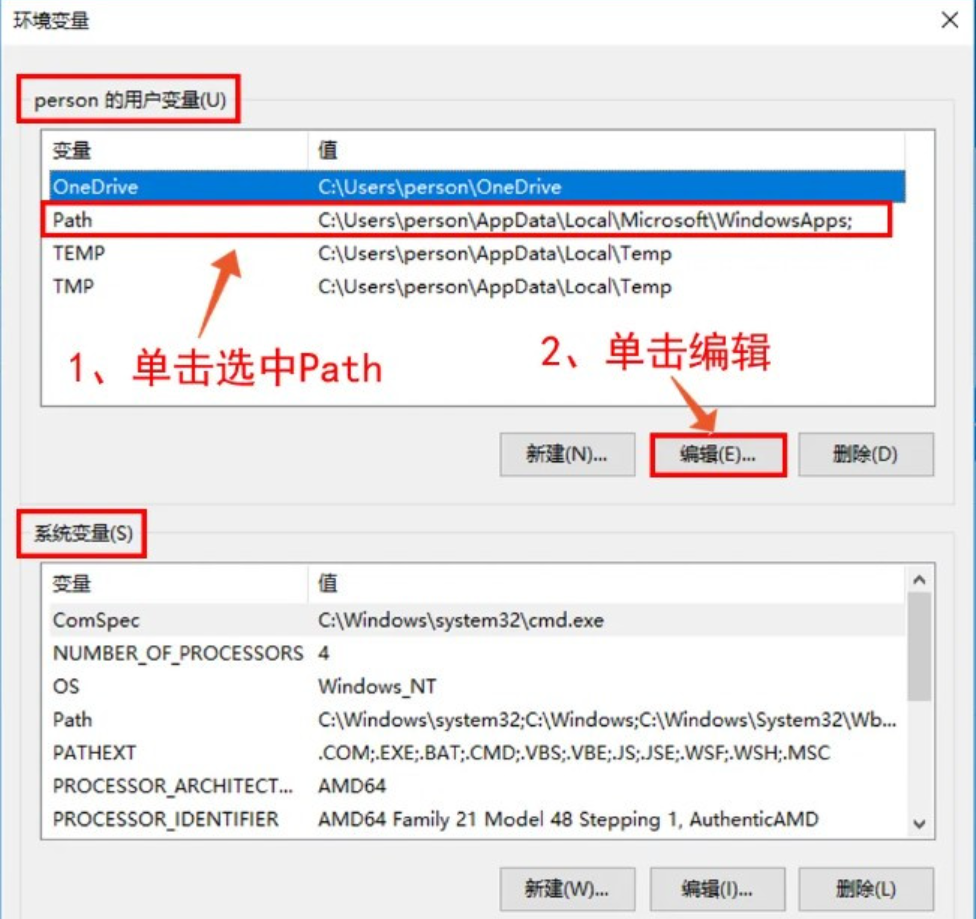 环境变量
person 的用户变量(U)
变量 值
OneDrive C:\Users\person\OneDrive
Path C:\Users\person\AppData\Local\Microsoft\WindowsApps;
TEMP C:\Users\person\AppData\Local\Temp
TMP C:\Users\person\AppData\Local\Temp
1、单击选中Path
2、单击编辑
新建(N)... 编辑(E)... 删除(D)
系统变量(S)
变量 值
ComSpec C:\Windows\system32\cmd.exe
NUMBER_OF_PROCESSORS 4
OS Windows_NT
Path C:\Windows\system32;C:\Windows;C:\Windows\System32\Wb...
PATHEXT .COM;.EXE;.BAT;.CMD;.VBS;.VBE;.JS;.JSE;.WSF;.WSH;.MSC
PROCESSOR_ARCHITECT... AMD64
PROCESSOR_IDENTIFIER AMD64 Family 21 Model 48 Stepping 1, AuthenticAMD
新建(W)... 编辑(I)... 删除(L)